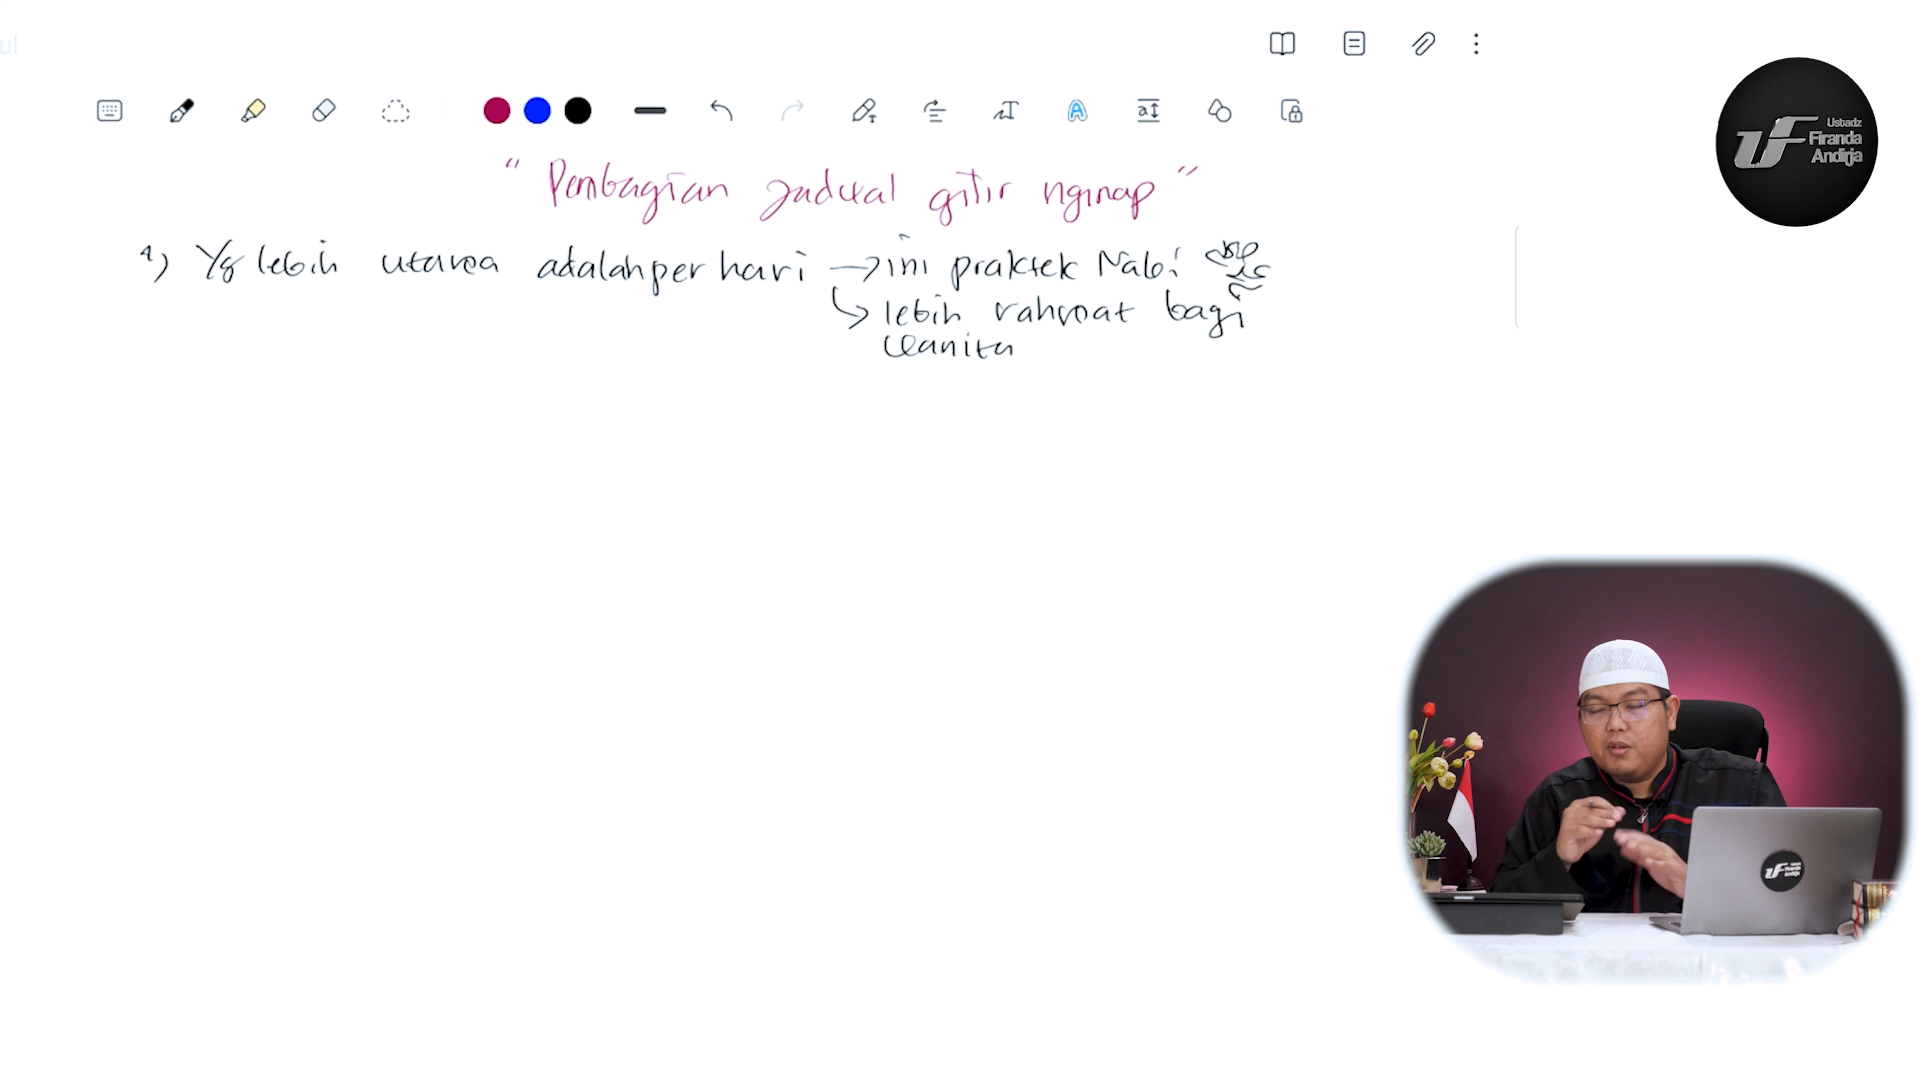 ul
Ustadz
Firanda
Andirja
"Pembagian jadwal gilir nginap"
1) Yg lebih utama adalah per hari → ini praktek Nabi ﷺ
↳ lebih rahmat bagi
wanita